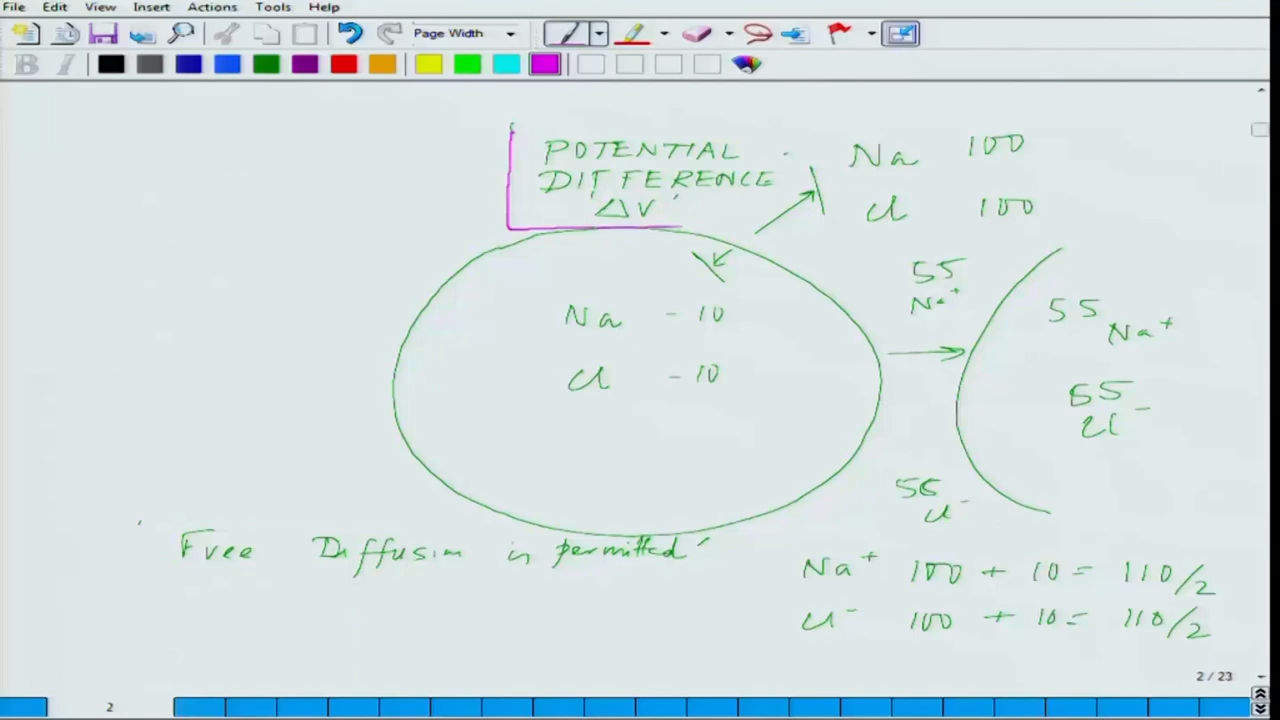 File Edit View Insert Actions Tools Help
Page Width
B I
POTENTIAL
DIFFERENCE
ΔV
Na 100
Cl 100
Na - 10
Cl - 10
55
Na+
55
Na+
55
Cl-
55
Cl-
Free Diffusion is permitted
Na+ 100 + 10 = 110/2
Cl- 100 + 10 = 110/2
2 / 23
2